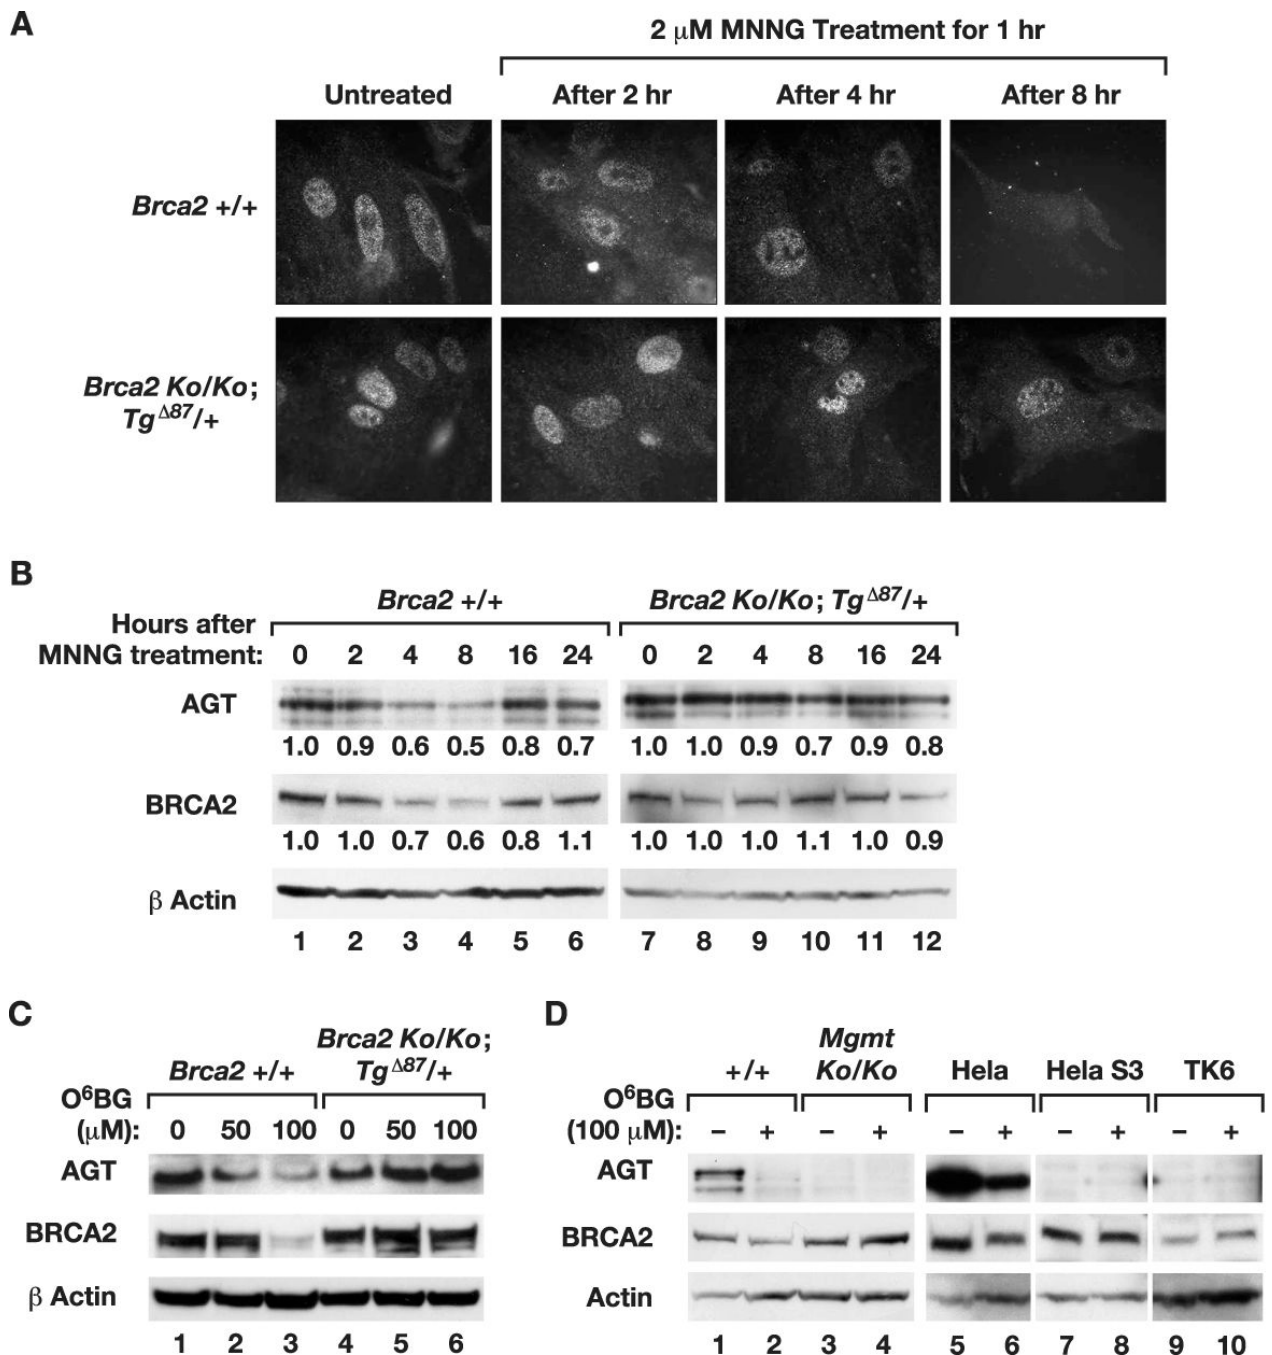 A
2 μM MNNG Treatment for 1 hr
Untreated After 2 hr After 4 hr After 8 hr
Brca2 +/+
Brca2 Ko/Ko;
Tg Δ87/+
B
Brca2 +/+ Brca2 Ko/Ko; Tg Δ87/+
Hours after
MNNG treatment: 0 2 4 8 16 24 0 2 4 8 16 24
AGT
1.0 0.9 0.6 0.5 0.8 0.7 1.0 1.0 0.9 0.7 0.9 0.8
BRCA2
1.0 1.0 0.7 0.6 0.8 1.1 1.0 1.0 1.0 1.1 1.0 0.9
β Actin
1 2 3 4 5 6 7 8 9 10 11 12
C
Brca2 +/+ Brca2 Ko/Ko;
Tg Δ87/+
O⁶BG
(μM): 0 50 100 0 50 100
AGT
BRCA2
β Actin
1 2 3 4 5 6
D
+/+ Mgmt
Ko/Ko Hela Hela S3 TK6
O⁶BG
(100 μM): – + – + – + – + – +
AGT
BRCA2
Actin
1 2 3 4 5 6 7 8 9 10